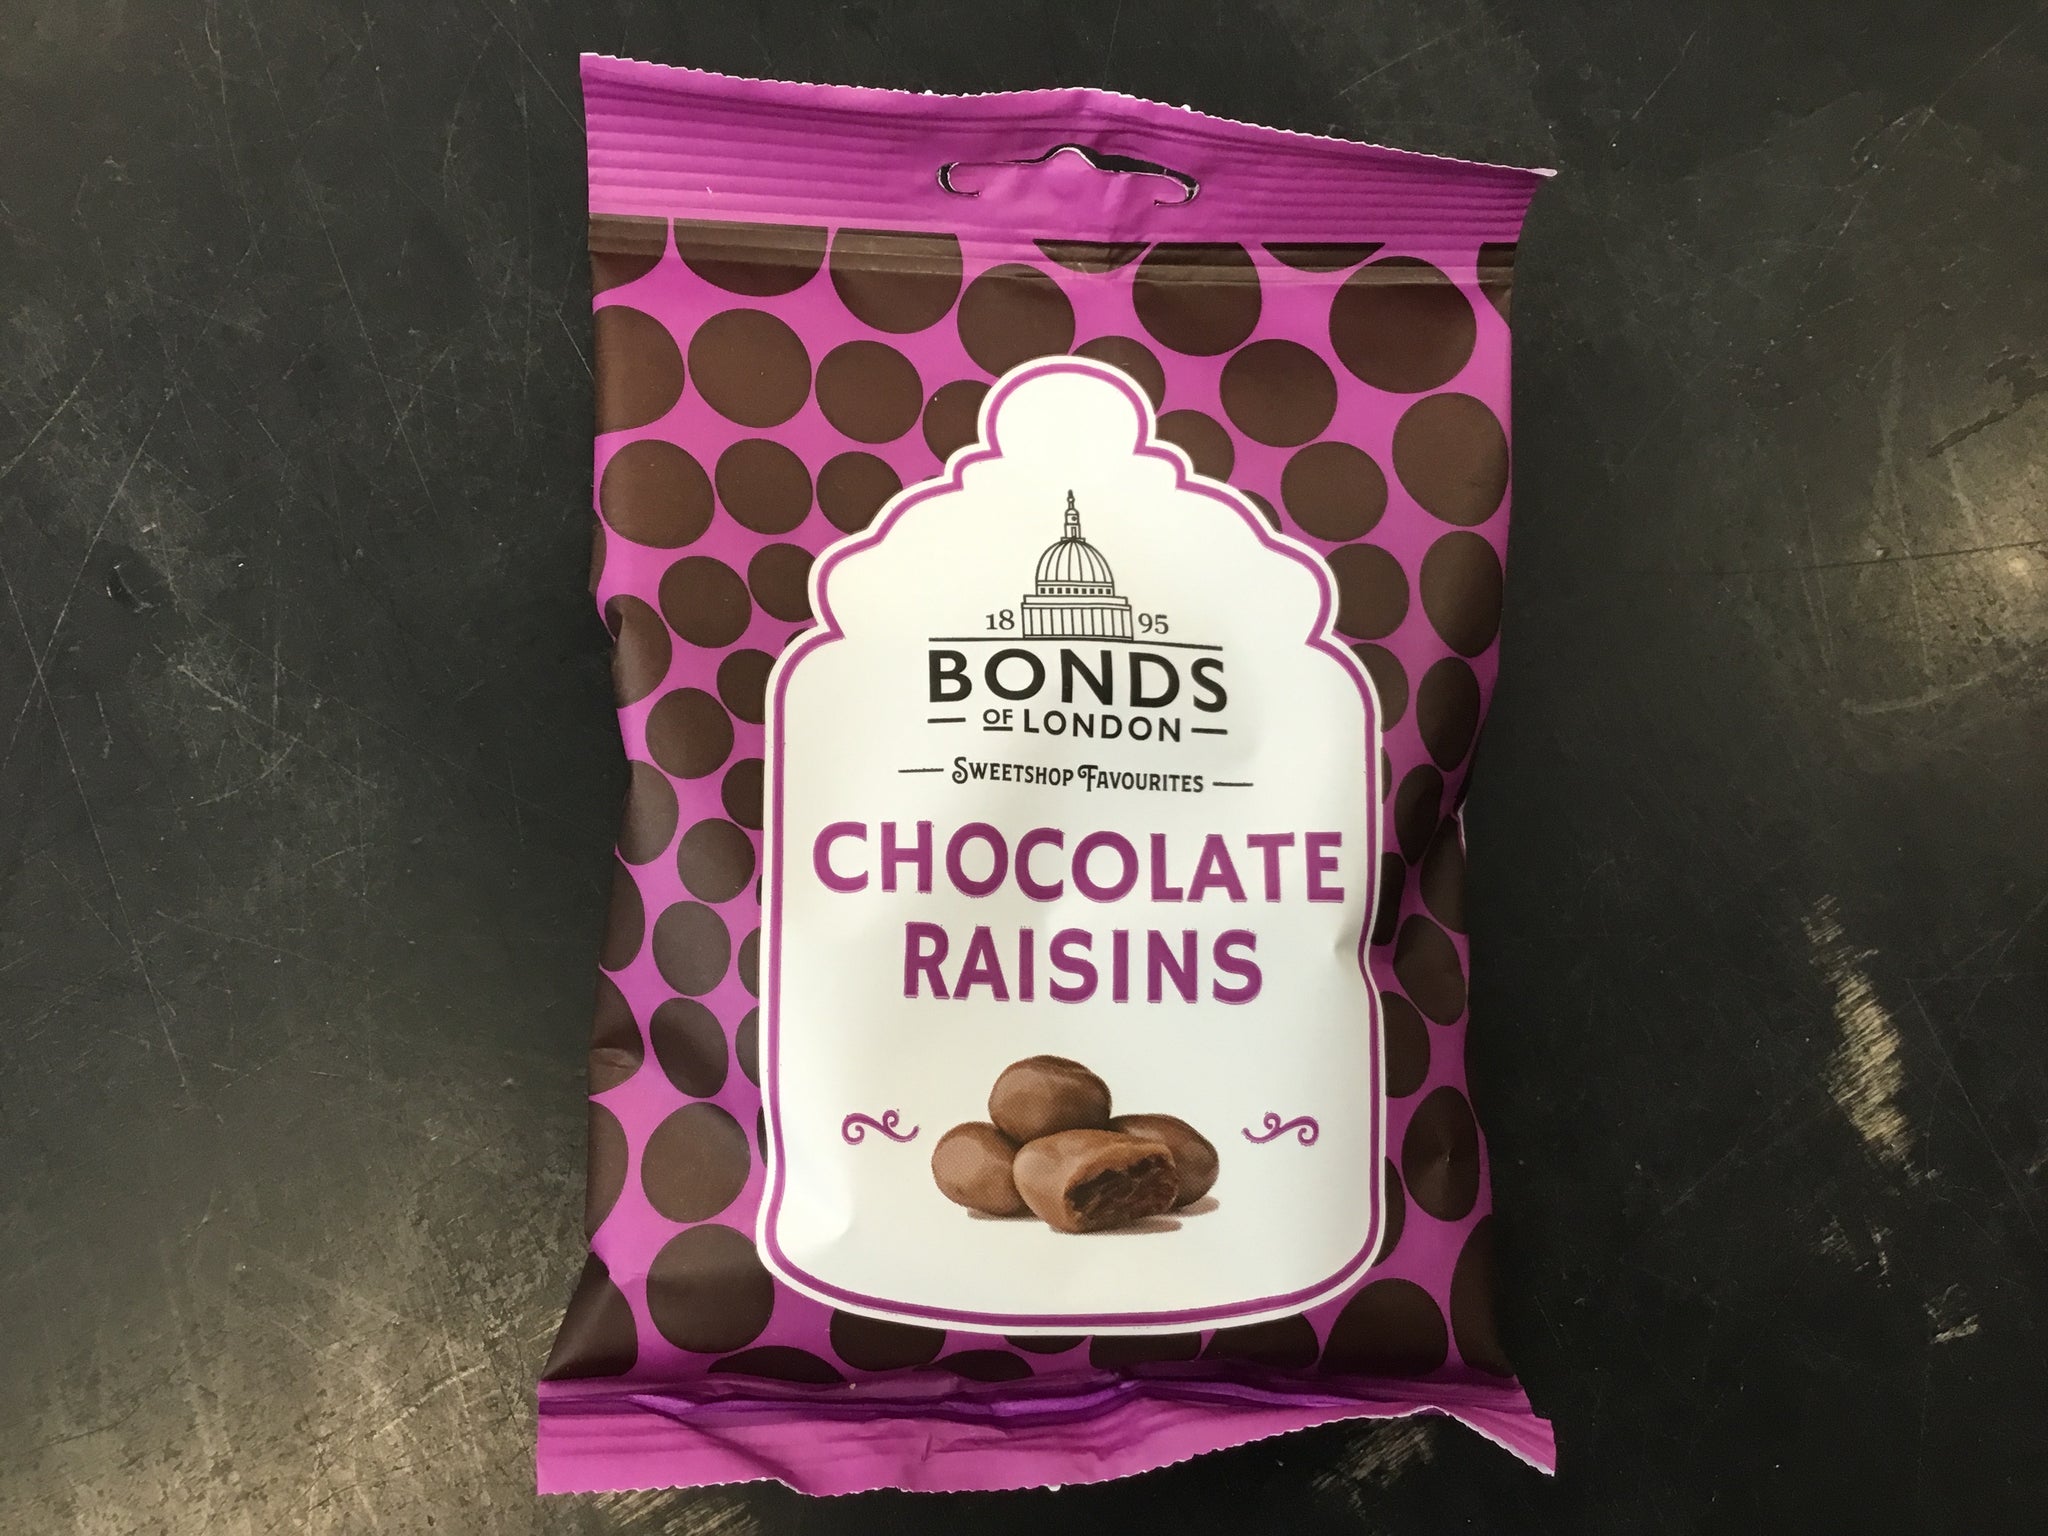 18 95
BONDS
OF LONDON
SWEETSHOP FAVOURITES
CHOCOLATE
RAISINS